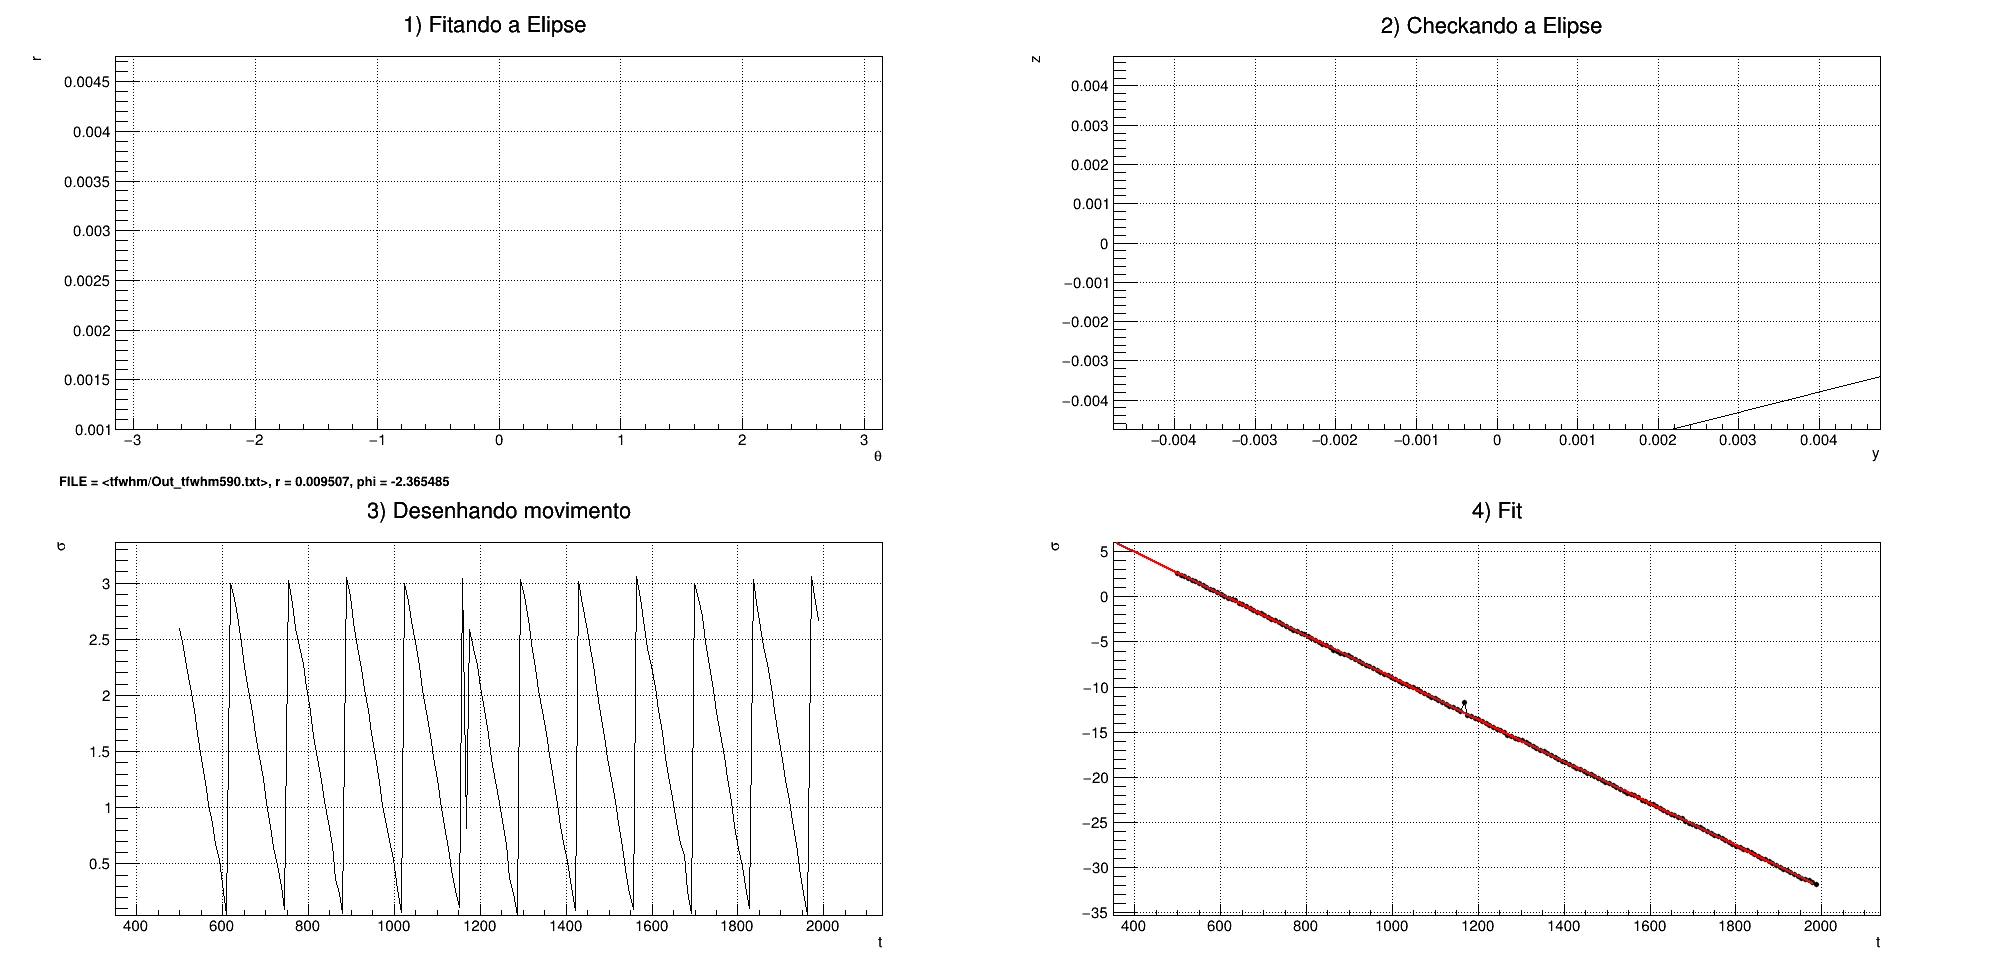 1) Fitando a Elipse
r
0.0045
0.004
0.0035
0.003
0.0025
0.002
0.0015
0.001
−3 −2 −1 0 1 2 3
θ
2) Checkando a Elipse
z
0.004
0.003
0.002
0.001
0
−0.001
−0.002
−0.003
−0.004
−0.004 −0.003 −0.002 −0.001 0 0.001 0.002 0.003 0.004
y
FILE = <tfwhm/Out_tfwhm590.txt>, r = 0.009507, phi = -2.365485
3) Desenhando movimento
σ
3
2.5
2
1.5
1
0.5
400 600 800 1000 1200 1400 1600 1800 2000
t
4) Fit
σ
5
0
−5
−10
−15
−20
−25
−30
−35
400 600 800 1000 1200 1400 1600 1800 2000
t